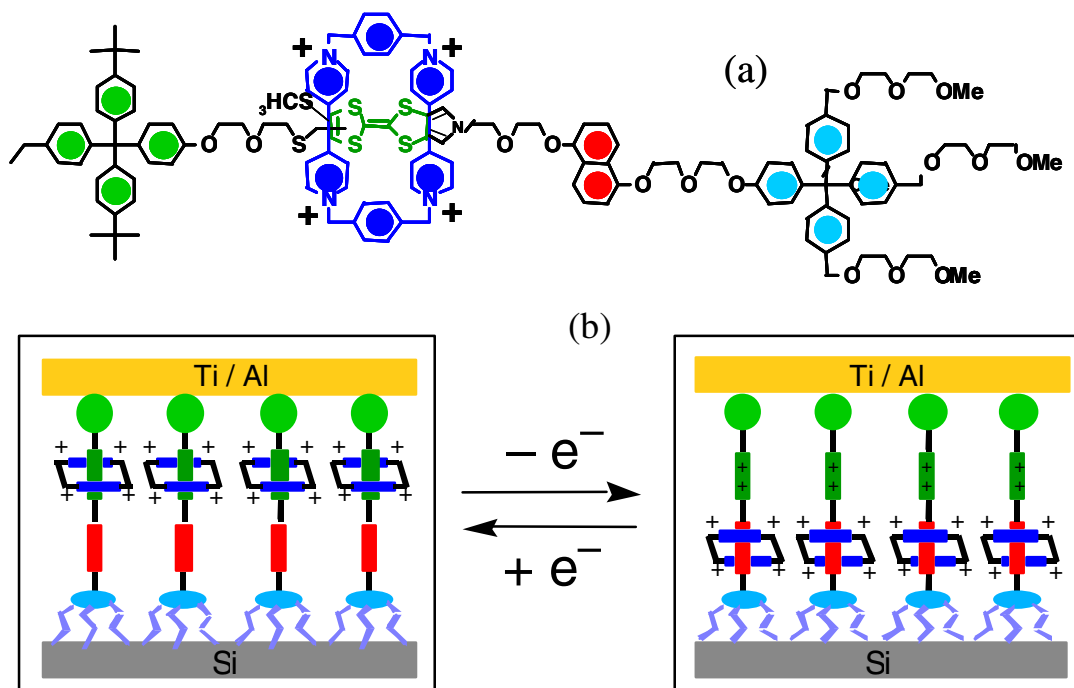 (a)
+ N N +
₃HCS
S S
S S S
N
O O S
O O
O O O
O O OMe
O O OMe
O O OMe
+ N N +
(b)
Ti / Al
+ + + + + + + +
+ + + + + + + +
Si
– e⁻
+ e⁻
Ti / Al
+ + + +
+ + + +
+ + + + + + + +
+ + + + + + + +
Si